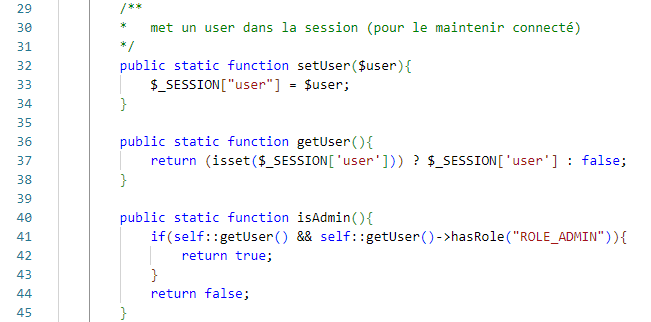 29 /**
30 * met un user dans la session (pour le maintenir connecté)
31 */
32 public static function setUser($user){
33 $_SESSION["user"] = $user;
34 }
35
36 public static function getUser(){
37 return (isset($_SESSION['user'])) ? $_SESSION['user'] : false;
38 }
39
40 public static function isAdmin(){
41 if(self::getUser() && self::getUser()->hasRole("ROLE_ADMIN")){
42 return true;
43 }
44 return false;
45 }